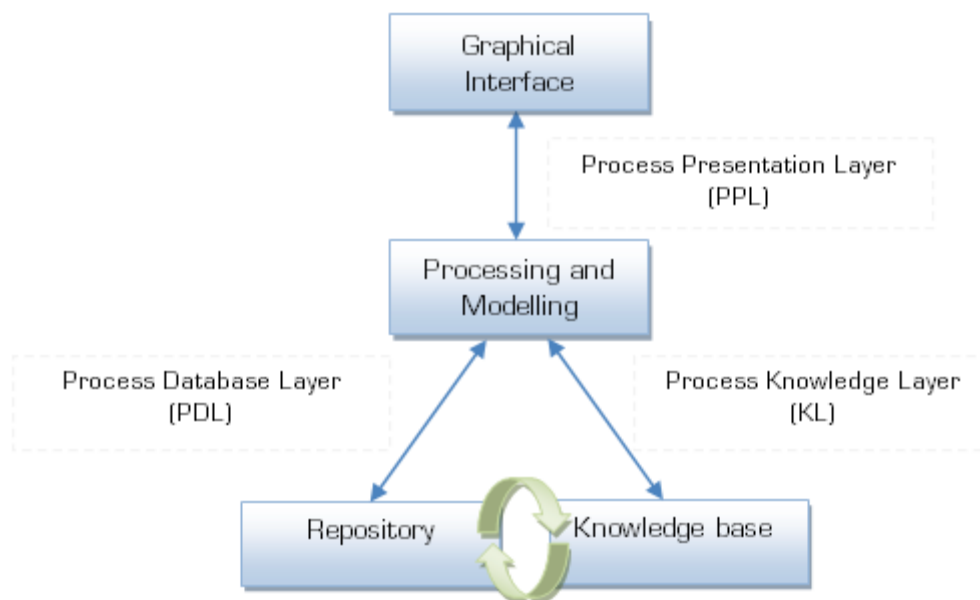 Graphical
Interface
Process Presentation Layer
(PPL)
Processing and
Modelling
Process Database Layer
(PDL)
Process Knowledge Layer
(KL)
Repository
Knowledge base